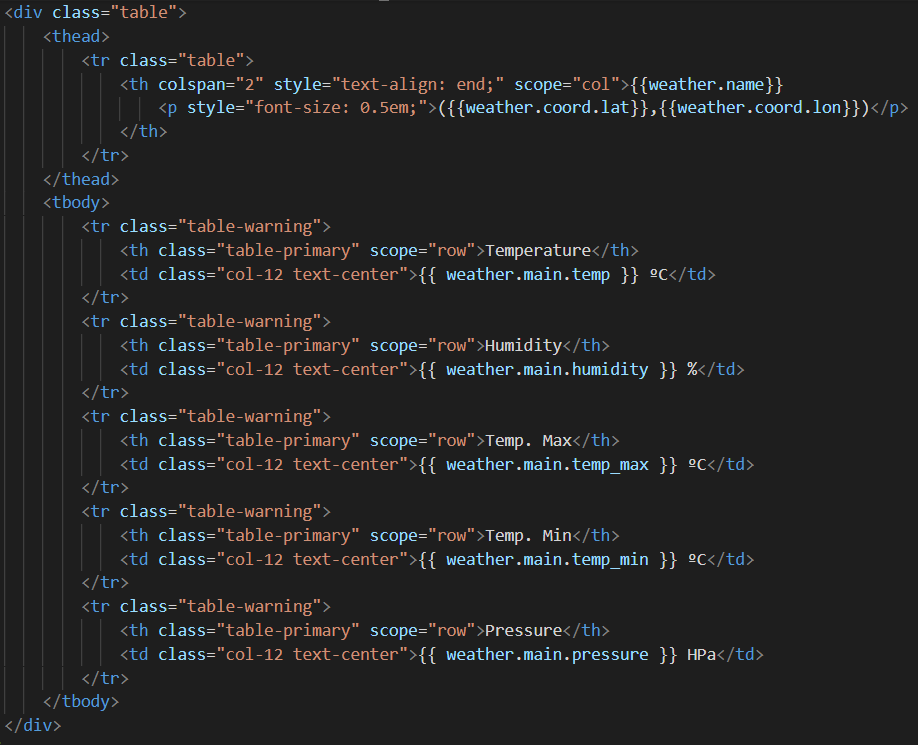 <div class="table">
    <thead>
        <tr class="table">
            <th colspan="2" style="text-align: end;" scope="col">{{weather.name}}
                <p style="font-size: 0.5em;">({{weather.coord.lat}},{{weather.coord.lon}})</p>
            </th>
        </tr>
    </thead>
    <tbody>
        <tr class="table-warning">
            <th class="table-primary" scope="row">Temperature</th>
            <td class="col-12 text-center">{{ weather.main.temp }} ºC</td>
        </tr>
        <tr class="table-warning">
            <th class="table-primary" scope="row">Humidity</th>
            <td class="col-12 text-center">{{ weather.main.humidity }} %</td>
        </tr>
        <tr class="table-warning">
            <th class="table-primary" scope="row">Temp. Max</th>
            <td class="col-12 text-center">{{ weather.main.temp_max }} ºC</td>
        </tr>
        <tr class="table-warning">
            <th class="table-primary" scope="row">Temp. Min</th>
            <td class="col-12 text-center">{{ weather.main.temp_min }} ºC</td>
        </tr>
        <tr class="table-warning">
            <th class="table-primary" scope="row">Pressure</th>
            <td class="col-12 text-center">{{ weather.main.pressure }} HPa</td>
        </tr>
    </tbody>
</div>